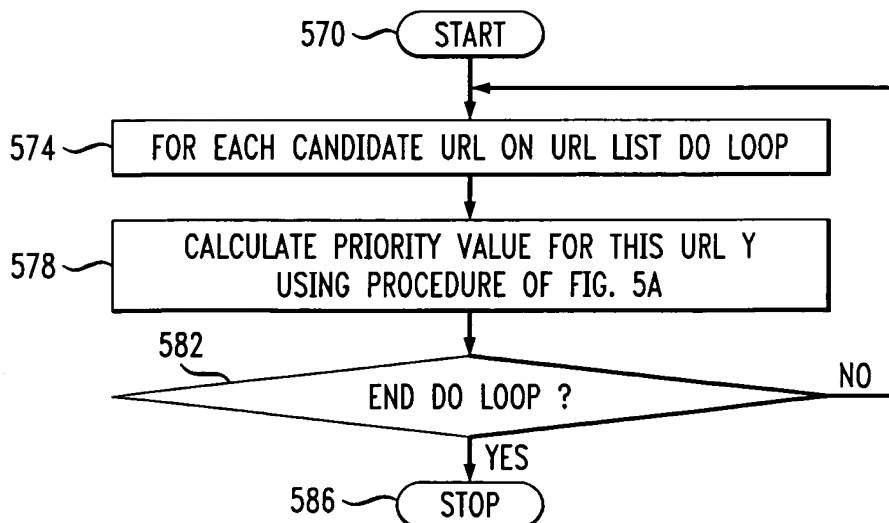 570
START
574
FOR EACH CANDIDATE URL ON URL LIST DO LOOP
578
CALCULATE PRIORITY VALUE FOR THIS URL Y
USING PROCEDURE OF FIG. 5A
582
END DO LOOP ?
NO
YES
586
STOP